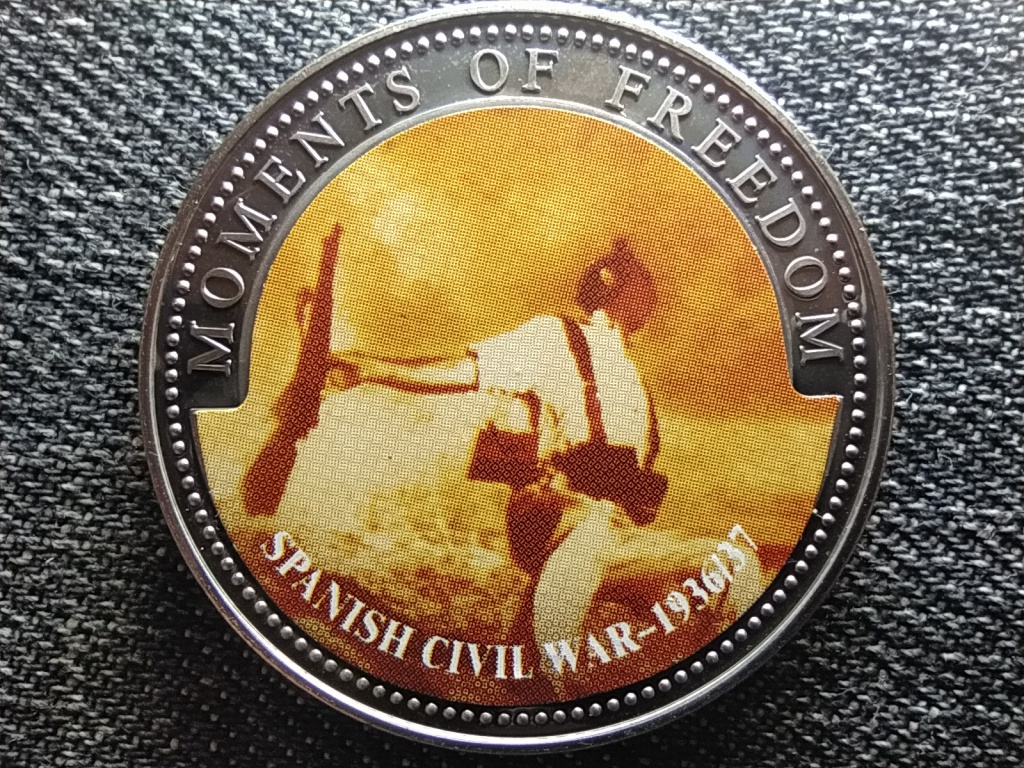 MOMENTS OF FREEDOM
SPANISH CIVIL WAR–1936/37